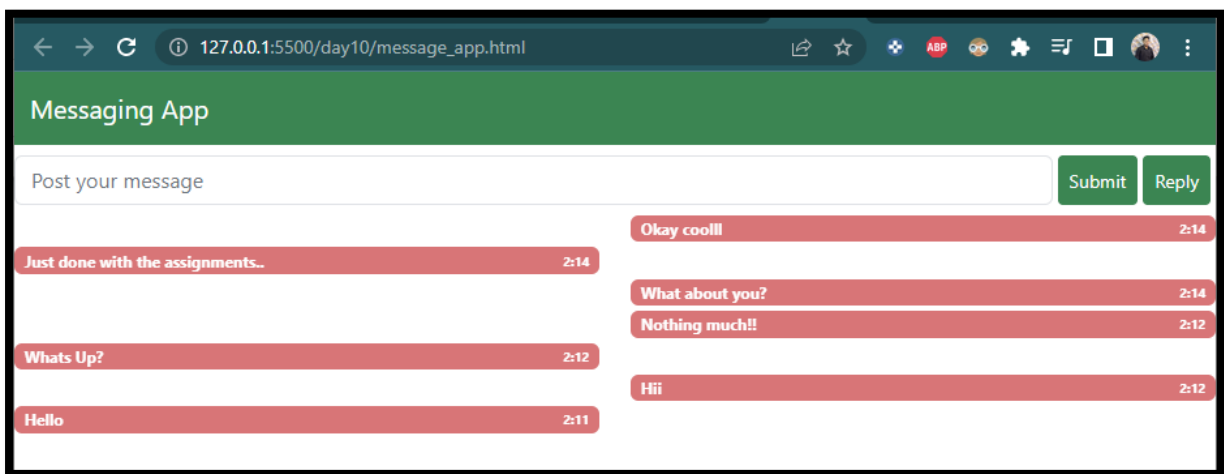 127.0.0.1:5500/day10/message_app.html
ABP
Messaging App
Post your message
Submit
Reply
Okay coolll 2:14
Just done with the assignments.. 2:14
What about you? 2:14
Nothing much!! 2:12
Whats Up? 2:12
Hii 2:12
Hello 2:11